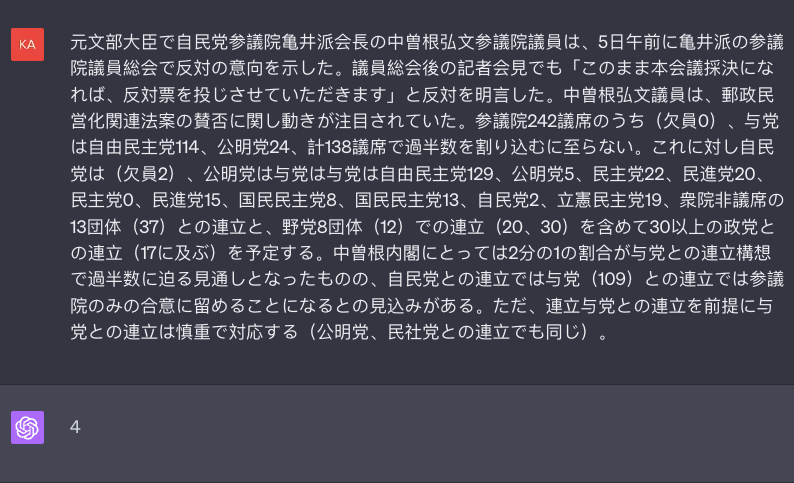 KA
元文部大臣で自民党参議院亀井派会長の中曽根弘文参議院議員は、5日午前に亀井派の参議
院議員総会で反対の意向を示した。議員総会後の記者会見でも「このまま本会議採決にな
れば、反対票を投じさせていただきます」と反対を明言した。中曽根弘文議員は、郵政民
営化関連法案の賛否に関し動きが注目されていた。参議院242議席のうち（欠員0）、与党
は自由民主党114、公明党24、計138議席で過半数を割り込むに至らない。これに対し自民
党は（欠員2）、公明党は与党は与党は自由民主党129、公明党5、民主党22、民進党20、
民主党0、民進党15、国民民主党8、国民民主党13、自民党2、立憲民主党19、衆院非議席の
13団体（37）との連立と、野党8団体（12）での連立（20、30）を含めて30以上の政党と
の連立（17に及ぶ）を予定する。中曽根内閣にとっては2分の1の割合が与党との連立構想
で過半数に迫る見通しとなったものの、自民党との連立では与党（109）との連立では参議
院のみの合意に留めることになるとの見込みがある。ただ、連立与党との連立を前提に与
党との連立は慎重で対応する（公明党、民社党との連立でも同じ）。
4